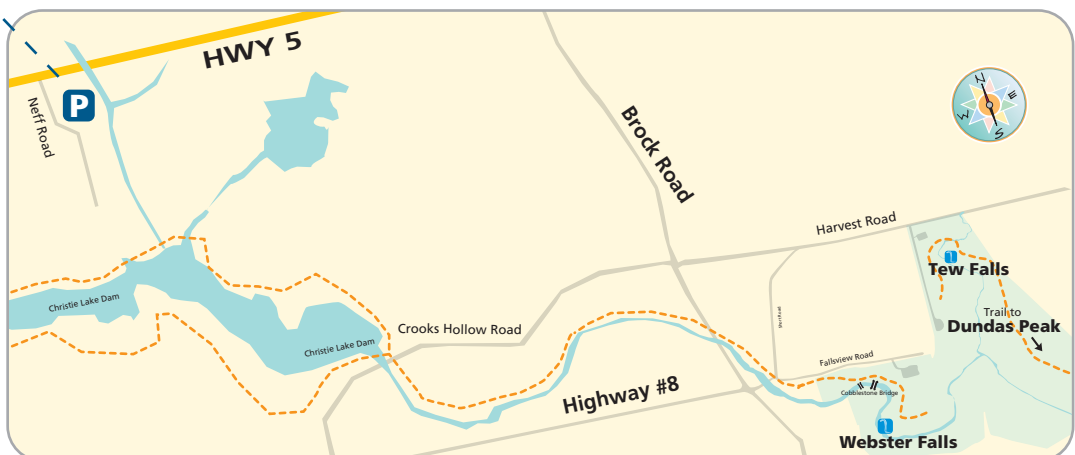 HWY 5
P
Neff Road
Brock Road
N
E
W
S
Harvest Road
Tew Falls
Trail to
Dundas Peak
Christie Lake Dam
Crooks Hollow Road
Christie Lake Dam
Fallsview Road
Highway #8
Cobblestone Bridge
Webster Falls